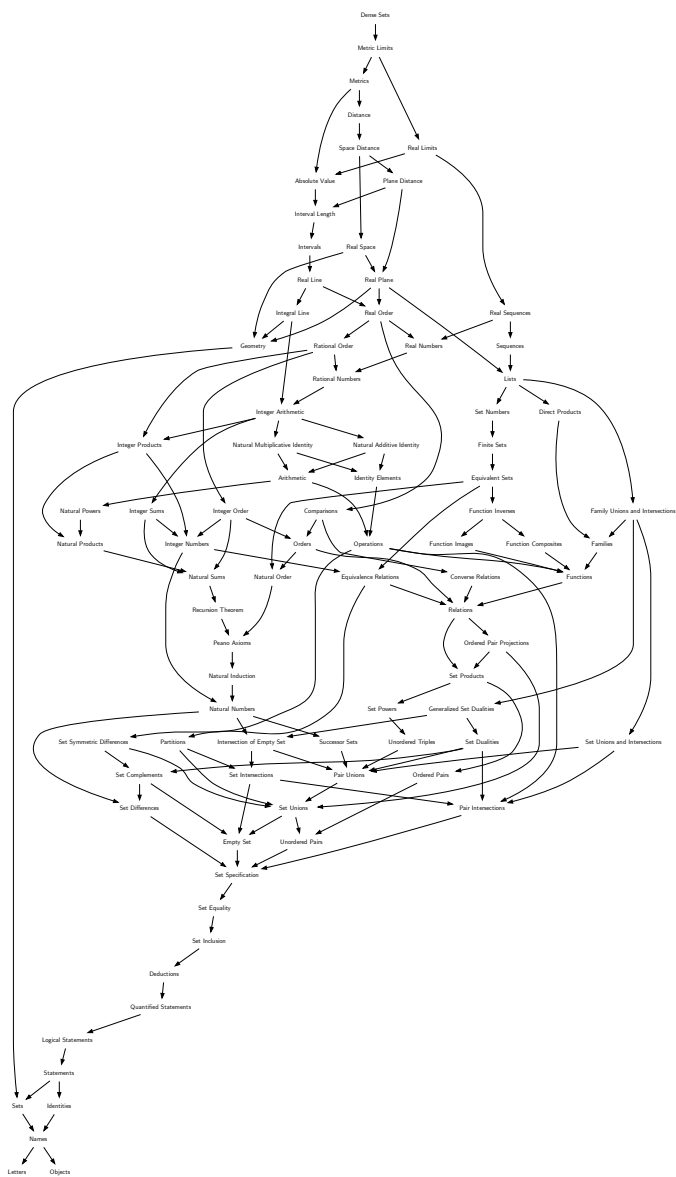 Dense Sets
Metric Limits
Metrics
Distance
Space Distance
Real Limits
Absolute Value
Plane Distance
Interval Length
Intervals
Real Space
Real Line
Real Plane
Integral Line
Real Order
Real Sequences
Geometry
Rational Order
Real Numbers
Sequences
Rational Numbers
Lists
Integer Arithmetic
Set Numbers
Direct Products
Integer Products
Natural Multiplicative Identity
Natural Additive Identity
Finite Sets
Arithmetic
Identity Elements
Equivalent Sets
Natural Powers
Integer Sums
Integer Order
Comparisons
Function Inverses
Family Unions and Intersections
Natural Products
Integer Numbers
Orders
Operations
Function Images
Function Composites
Families
Natural Sums
Natural Order
Equivalence Relations
Converse Relations
Functions
Recursion Theorem
Relations
Peano Axioms
Ordered Pair Projections
Natural Induction
Set Products
Natural Numbers
Set Powers
Generalized Set Dualities
Set Symmetric Differences
Partitions
Intersection of Empty Set
Successor Sets
Unordered Triples
Set Dualities
Set Unions and Intersections
Set Complements
Set Intersections
Pair Unions
Ordered Pairs
Set Differences
Set Unions
Pair Intersections
Empty Set
Unordered Pairs
Set Specification
Set Equality
Set Inclusion
Deductions
Quantified Statements
Logical Statements
Statements
Sets
Identities
Names
Letters
Objects